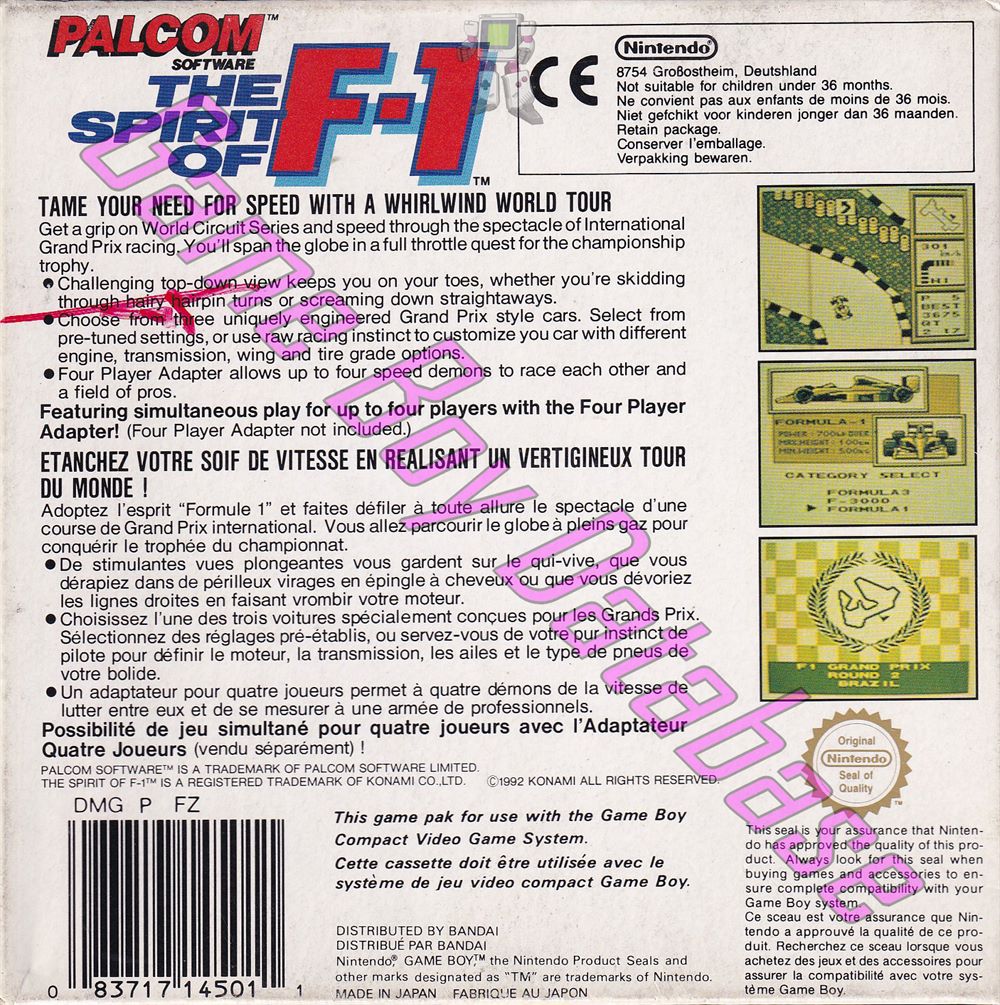 PALCOM™
SOFTWARE
THE
SPIRIT
OF
F-1™
Nintendo®
8754 Großostheim, Deutshland
Not suitable for children under 36 months.
Ne convient pas aux enfants de moins de 36 mois.
Niet gefchikt voor kinderen jonger dan 36 maanden.
Retain package.
Conserver l'emballage.
Verpakking bewaren.
TAME YOUR NEED FOR SPEED WITH A WHIRLWIND WORLD TOUR
Get a grip on World Circuit Series and speed through the spectacle of International
Grand Prix racing. You'll span the globe in a full throttle quest for the championship
trophy.
● Challenging top-down view keeps you on your toes, whether you're skidding
through hairy hairpin turns or screaming down straightaways.
● Choose from three uniquely engineered Grand Prix style cars. Select from
pre-tuned settings, or use raw racing instinct to customize you car with different
engine, transmission, wing and tire grade options.
● Four Player Adapter allows up to four speed demons to race each other and
a field of pros.
Featuring simultaneous play for up to four players with the Four Player
Adapter! (Four Player Adapter not included.)
ETANCHEZ VOTRE SOIF DE VITESSE EN REALISANT UN VERTIGINEUX TOUR
DU MONDE !
Adoptez l'esprit "Formule 1" et faites défiler à toute allure le spectacle d'une
course de Grand Prix international. Vous allez parcourir le globe à pleins gaz pour
conquérir le trophée du championnat.
● De stimulantes vues plongeantes vous gardent sur le qui-vive, que vous
dérapiez dans de périlleux virages en épingle à cheveux ou que vous dévoriez
les lignes droites en faisant vrombir votre moteur.
● Choisissez l'une des trois voitures spécialement conçues pour les Grands Prix.
Sélectionnez des réglages pré-établis, ou servez-vous de votre pur instinct de
pilote pour définir le moteur, la transmission, les ailes et le type de pneus de
votre bolide.
● Un adaptateur pour quatre joueurs permet à quatre démons de la vitesse de
lutter entre eux et de se mesurer à une armée de professionnels.
Possibilité de jeu simultané pour quatre joueurs avec l'Adaptateur
Quatre Joueurs (vendu séparément) !
PALCOM SOFTWARE™ IS A TRADEMARK OF PALCOM SOFTWARE LIMITED.
THE SPIRIT OF F-1™ IS A REGISTERED TRADEMARK OF KONAMI CO.,LTD. ©1992 KONAMI ALL RIGHTS RESERVED.
301
km/h
HI
P 5
BEST
3675
QT
2 17
FORMULA-1
POWER : 700ps OVER
MAX.HEIGHT : 100cm
CATEGORY SELECT
FORMULA3
F-3000
▶ FORMULA1
F1 GRAND PRIX
ROUND 2
BRAZIL
Original
Nintendo
Seal of
Quality
™
This seal is your assurance that Ninten-
do has approved the quality of this pro-
duct. Always look for this seal when
buying games and accessories to en-
sure complete compatibility with your
Game Boy system.
Ce sceau est votre assurance que Nin-
tendo a approuvé la qualité de ce pro-
duit. Recherchez ce sceau lorsque vous
achetez des jeux et des accessoires pour
assurer la compatibilité avec votre sys-
tème Game Boy.
DMG P FZ
0 83717 14501 1
This game pak for use with the Game Boy
Compact Video Game System.
Cette cassette doit être utilisée avec le
système de jeu video compact Game Boy.
DISTRIBUTED BY BANDAI
DISTRIBUÉ PAR BANDAI
Nintendo®, GAME BOY,™ the Nintendo Product Seals and
other marks designated as "TM" are trademarks of Nintendo.
MADE IN JAPAN FABRIQUE AU JAPON
Game Boy Database